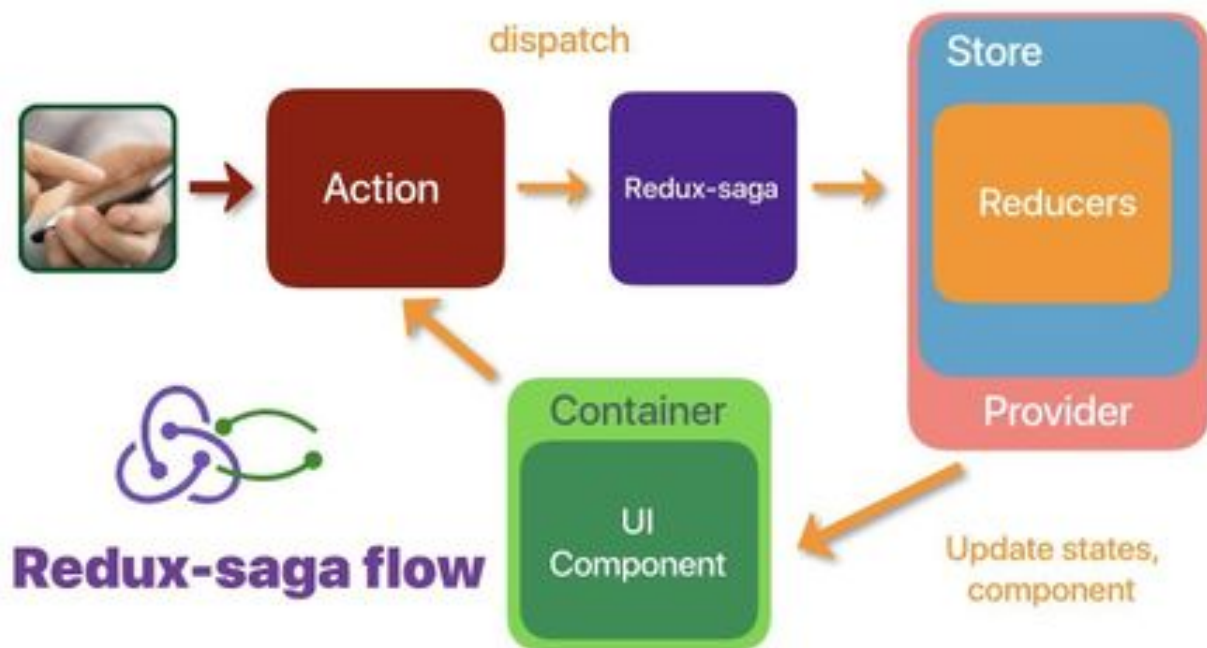 dispatch
Store
Action
Redux-saga
Reducers
Container
Provider
UI
Component
Redux-saga flow
Update states,
component